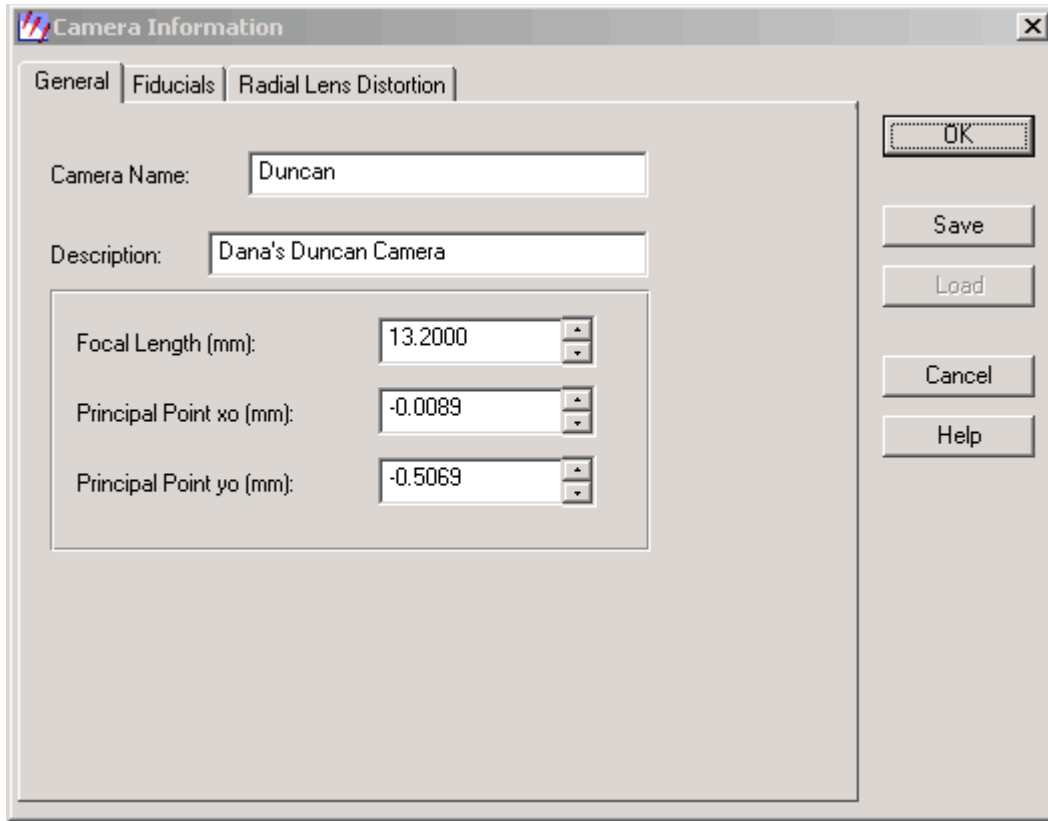 Camera Information
General Fiducials Radial Lens Distortion
OK
Camera Name: Duncan
Save
Description: Dana's Duncan Camera
Load
Focal Length (mm): 13.2000
Cancel
Principal Point xo (mm): -0.0089
Help
Principal Point yo (mm): -0.5069